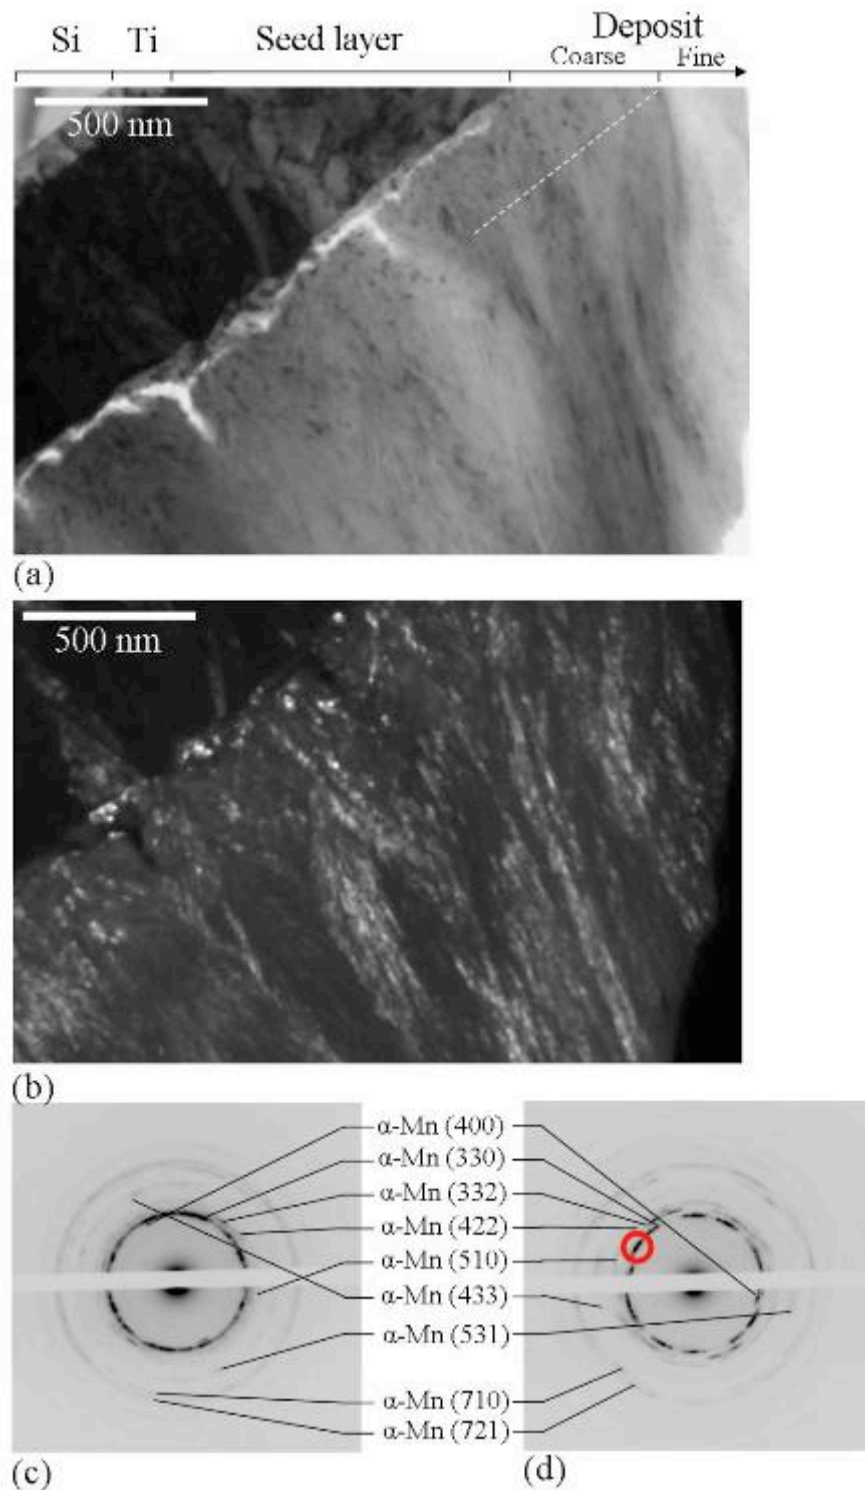 Si Ti Seed layer Deposit
Coarse Fine
500 nm
(a)
500 nm
(b)
α-Mn (400)
α-Mn (330)
α-Mn (332)
α-Mn (422)
α-Mn (510)
α-Mn (433)
α-Mn (531)
α-Mn (710)
α-Mn (721)
(c) (d)